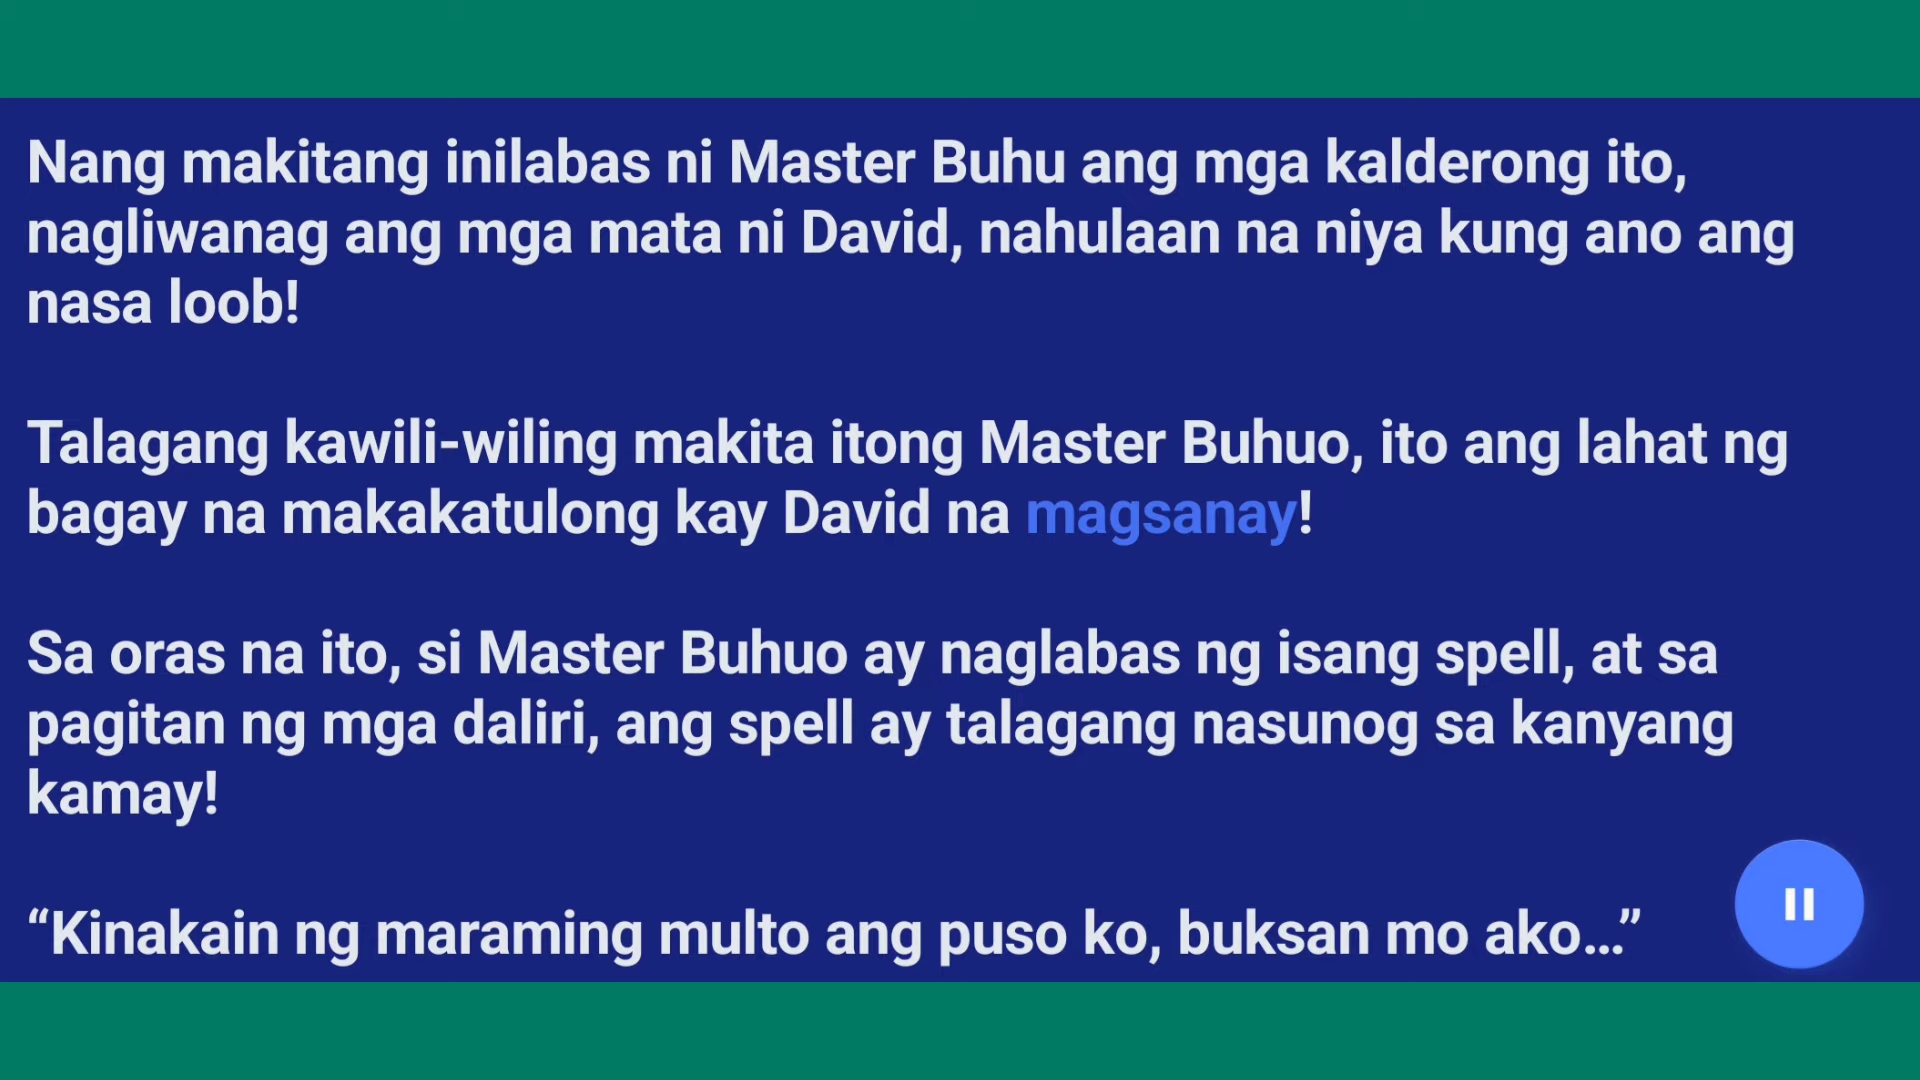 Nang makitang inilabas ni Master Buhu ang mga kalderong ito,
nagliwanag ang mga mata ni David, nahulaan na niya kung ano ang
nasa loob!
Talagang kawili-wiling makita itong Master Buhuo, ito ang lahat ng
bagay na makakatulong kay David na magsanay!
Sa oras na ito, si Master Buhuo ay naglabas ng isang spell, at sa
pagitan ng mga daliri, ang spell ay talagang nasunog sa kanyang
kamay!
“Kinakain ng maraming multo ang puso ko, buksan mo ako…”